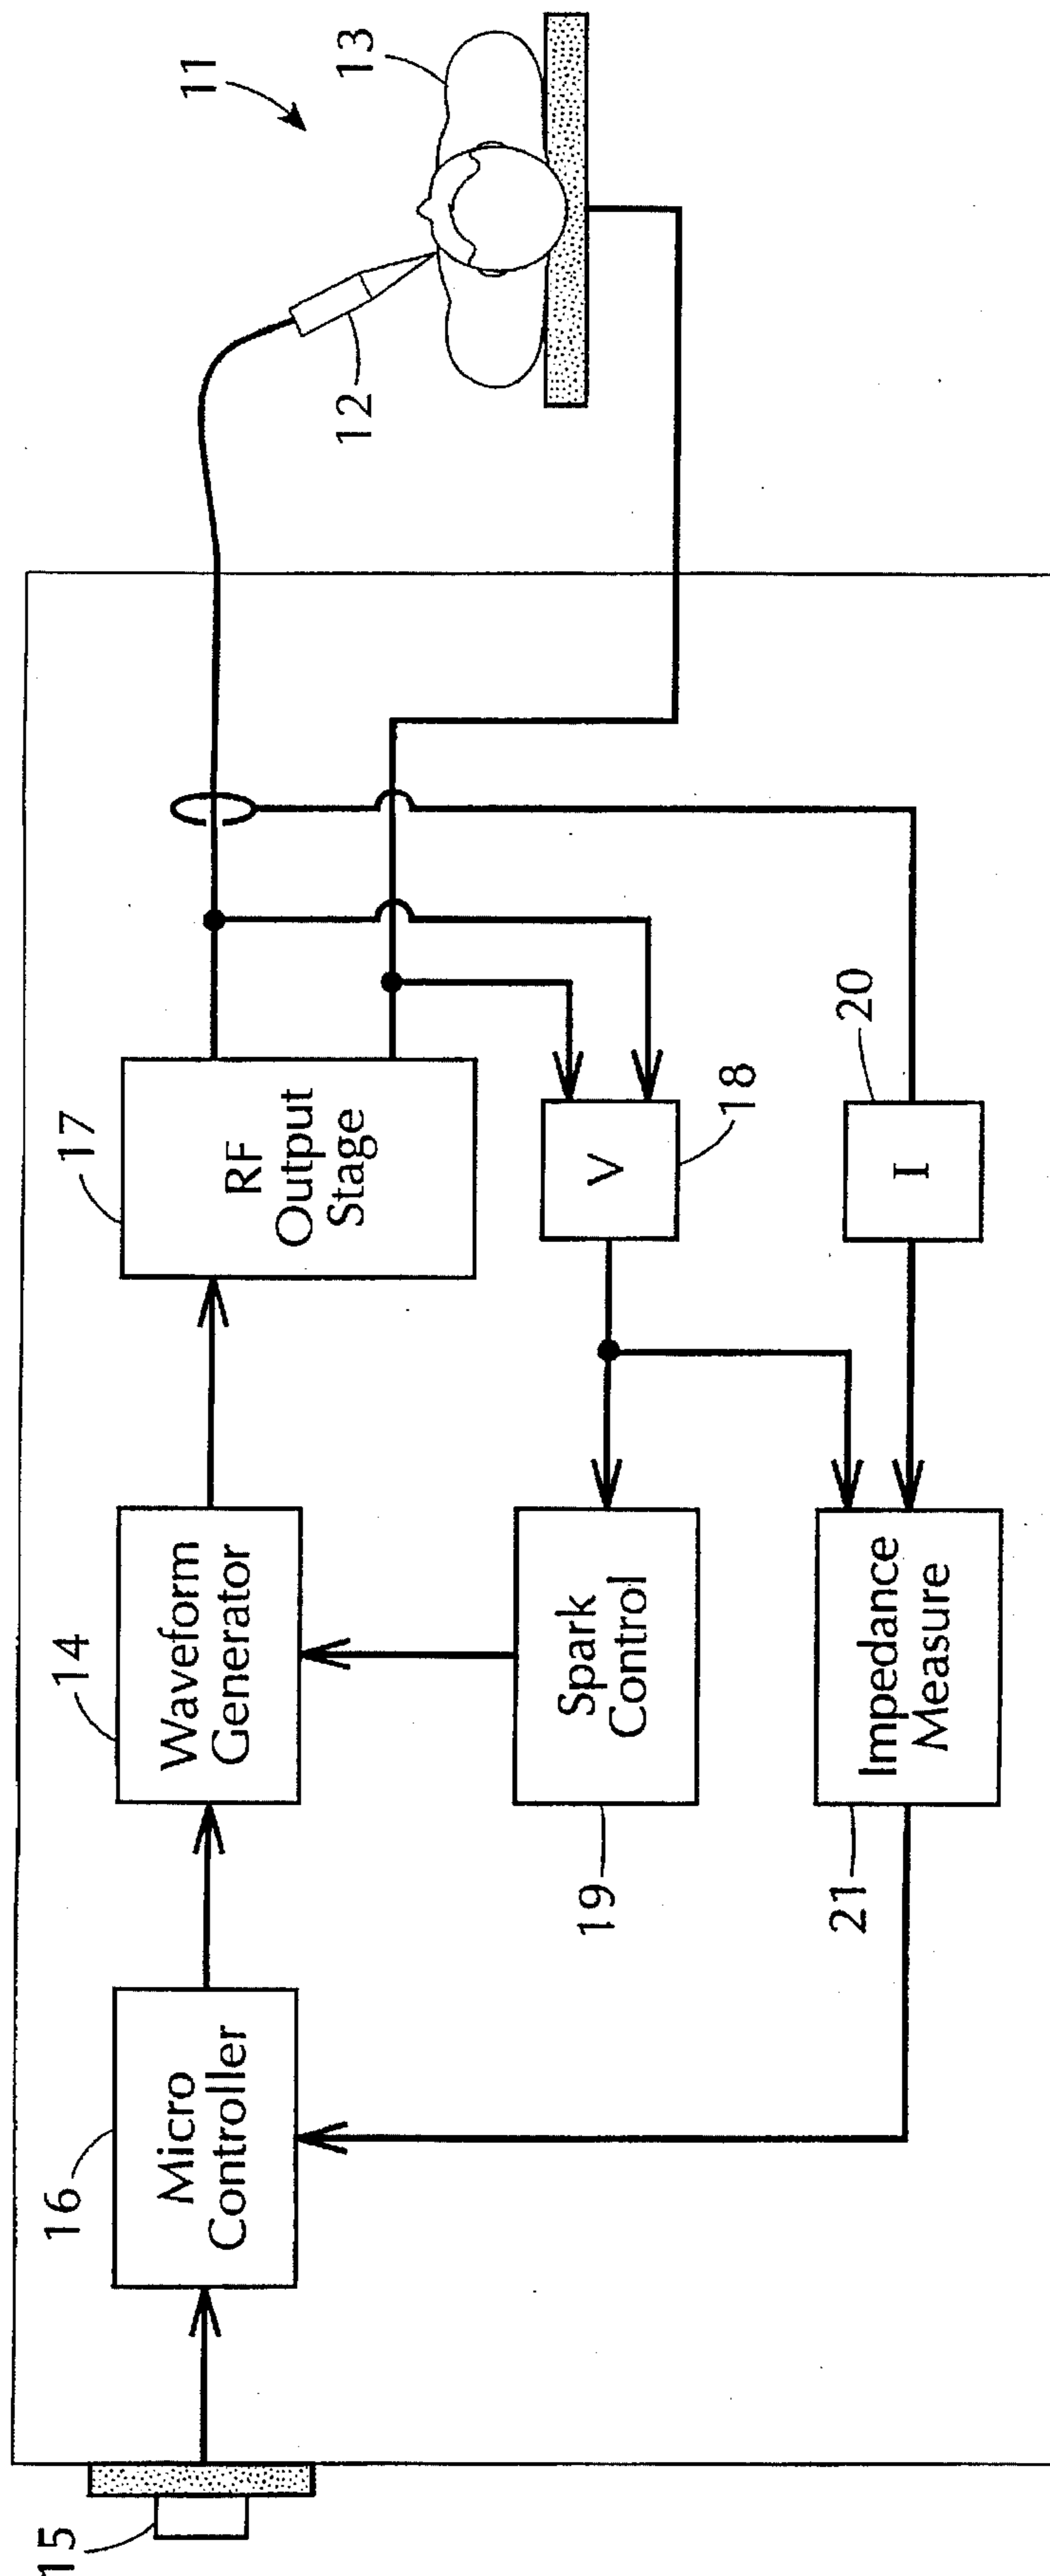 11
13
12
17
RF
Output
Stage
18
V
20
I
14
Waveform
Generator
19
Spark
Control
21
Impedance
Measure
16
Micro
Controller
15